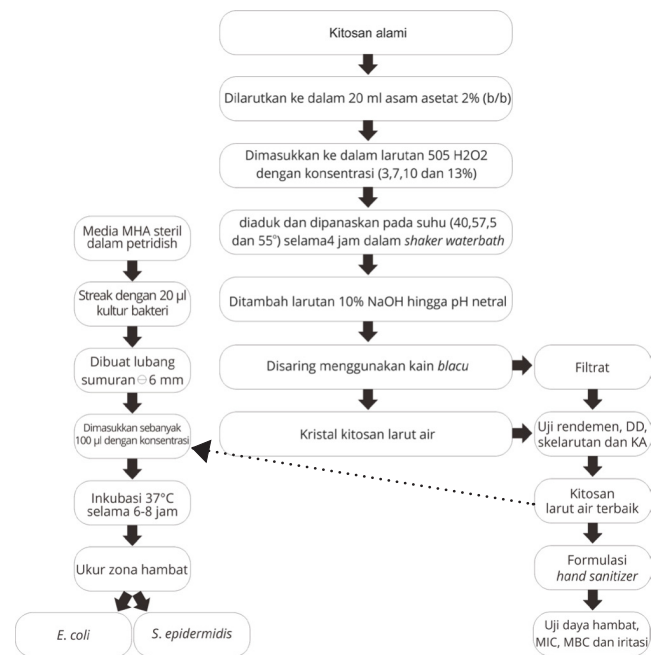 Kitosan alami
Dilarutkan ke dalam 20 ml asam asetat 2% (b/b)
Dimasukkan ke dalam larutan 505 H2O2
dengan konsentrasi (3,7,10 dan 13%)
diaduk dan dipanaskan pada suhu (40,57,5
dan 55°) selama4 jam dalam shaker waterbath
Ditambah larutan 10% NaOH hingga pH netral
Disaring menggunakan kain blacu
Kristal kitosan larut air
Filtrat
Uji rendemen, DD,
skelarutan dan KA
Kitosan
larut air terbaik
Formulasi
hand sanitizer
Uji daya hambat,
MIC, MBC dan iritasi
Media MHA steril
dalam petridish
Streak dengan 20 µl
kultur bakteri
Dibuat lubang
sumuran ⊖ 6 mm
Dimasukkan sebanyak
100 µl dengan konsentrasi
Inkubasi 37°C
selama 6-8 jam
Ukur zona hambat
E. coli
S. epidermidis